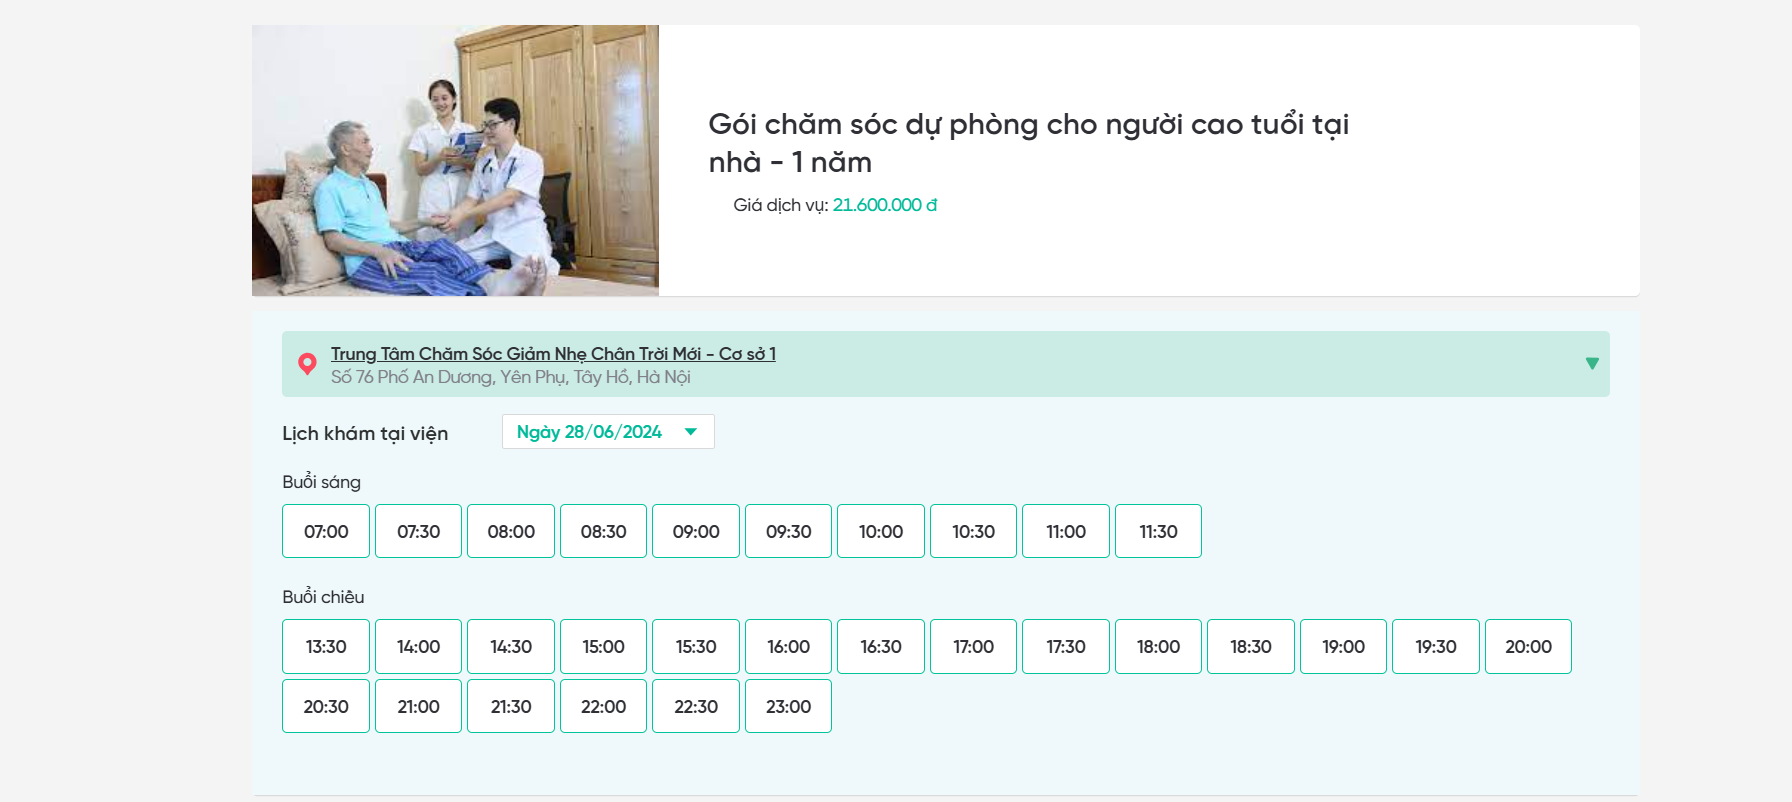 Gói chăm sóc dự phòng cho người cao tuổi tại
nhà - 1 năm
Giá dịch vụ: 21.600.000 đ
Trung Tâm Chăm Sóc Giảm Nhẹ Chân Trời Mới - Cơ sở 1
Số 76 Phố An Dương, Yên Phụ, Tây Hồ, Hà Nội
Lịch khám tại viện Ngày 28/06/2024
Buổi sáng
07:00 07:30 08:00 08:30 09:00 09:30 10:00 10:30 11:00 11:30
Buổi chiều
13:30 14:00 14:30 15:00 15:30 16:00 16:30 17:00 17:30 18:00 18:30 19:00 19:30 20:00
20:30 21:00 21:30 22:00 22:30 23:00